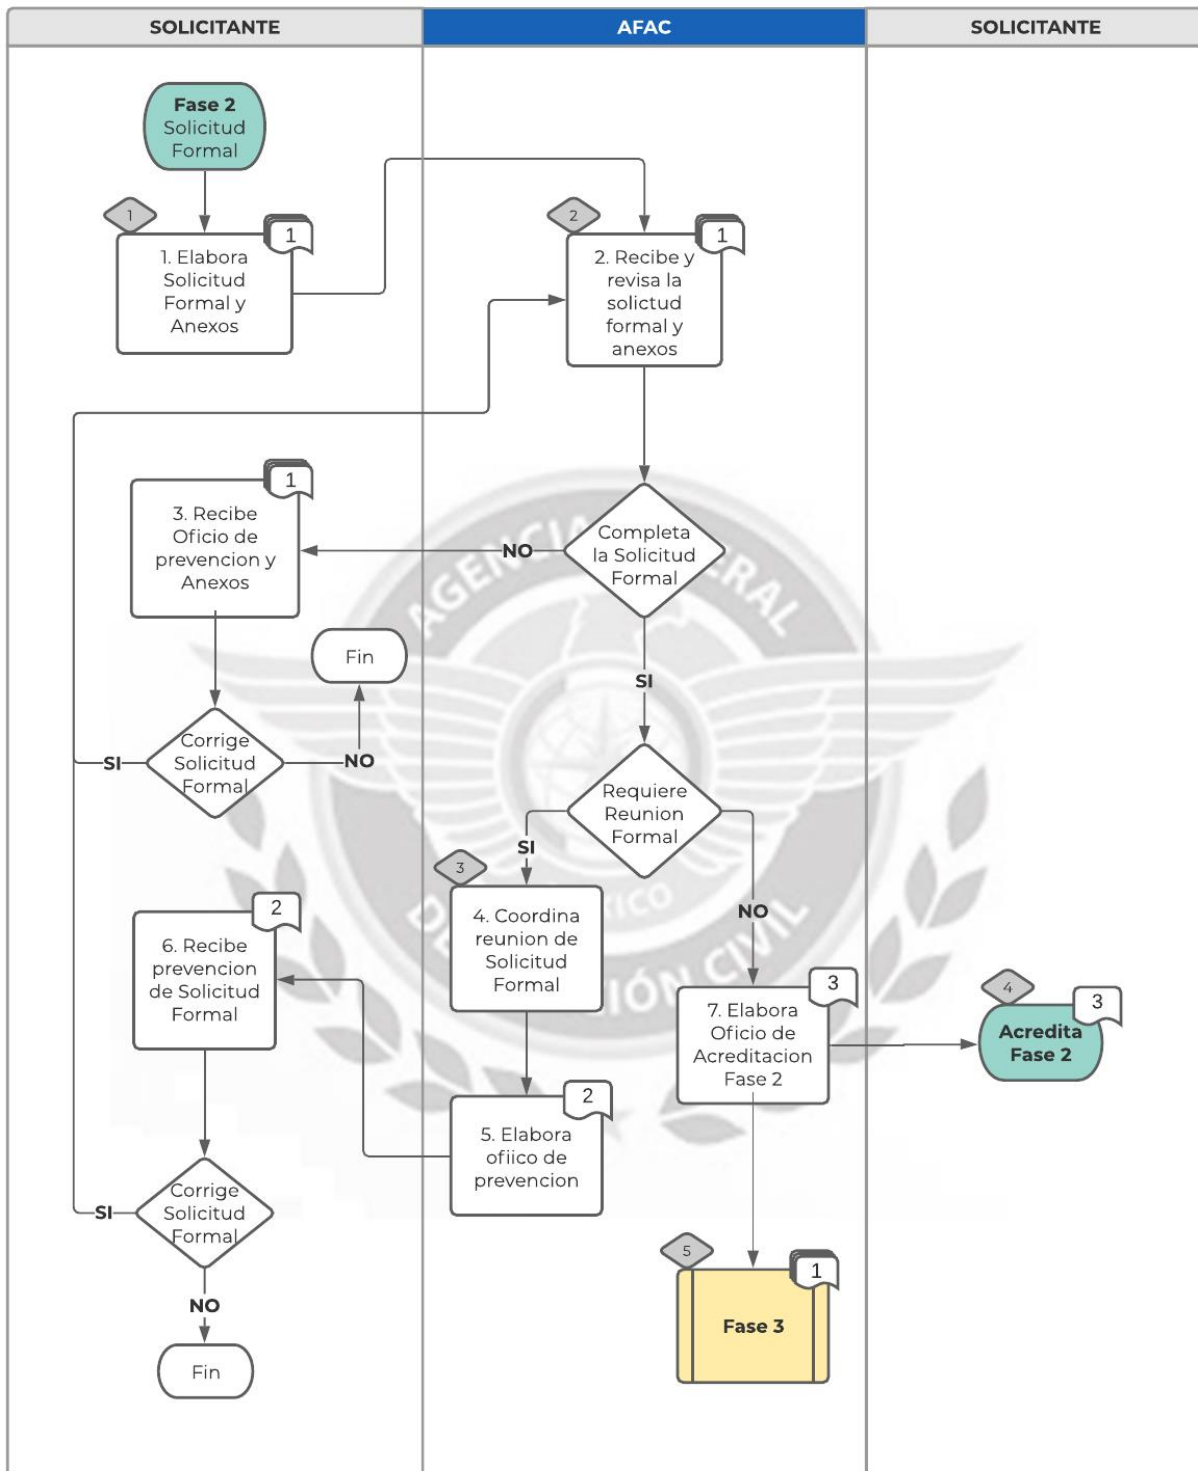 SOLICITANTE
AFAC
SOLICITANTE
Fase 2
Solicitud
Formal
1
1
1. Elabora
Solicitud
Formal y
Anexos
2
1
2. Recibe y
revisa la
solictud
formal y
anexos
1
3. Recibe
Oficio de
prevencion y
Anexos
NO
Completa
la Solicitud
Formal
Fin
SI
SI
Corrige
Solicitud
Formal
NO
Requiere
Reunion
Formal
SI
NO
3
4. Coordina
reunion de
Solicitud
Formal
2
6. Recibe
prevencion
de Solicitud
Formal
3
7. Elabora
Oficio de
Acreditacion
Fase 2
4
3
Acredita
Fase 2
2
5. Elabora
ofiico de
prevencion
SI
Corrige
Solicitud
Formal
NO
Fin
5
1
Fase 3